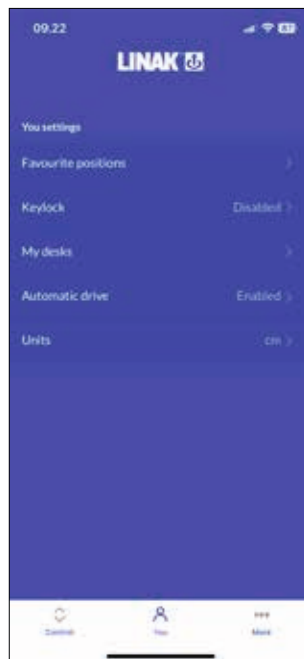 09.22
LINAK
You settings
Favourite positions
Keylock Disabled
My desks
Automatic drive Enabled
Units cm
Control You More